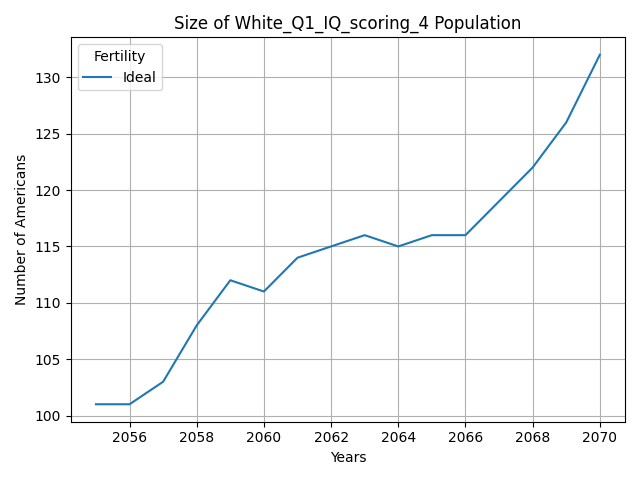 Size of White_Q1_IQ_scoring_4 Population
Fertility
Ideal
Number of Americans
130
125
120
115
110
105
100
2056 2058 2060 2062 2064 2066 2068 2070
Years